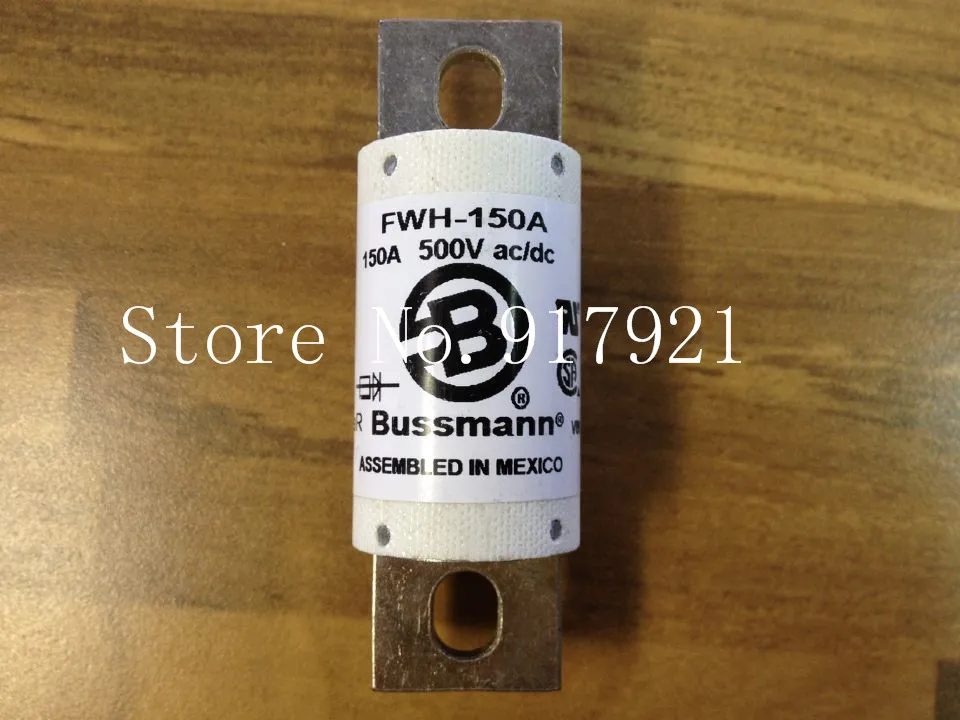 FWH-150A
150A 500V ac/dc
B
Store No.917921
®
Bussmann®
ASSEMBLED IN MEXICO